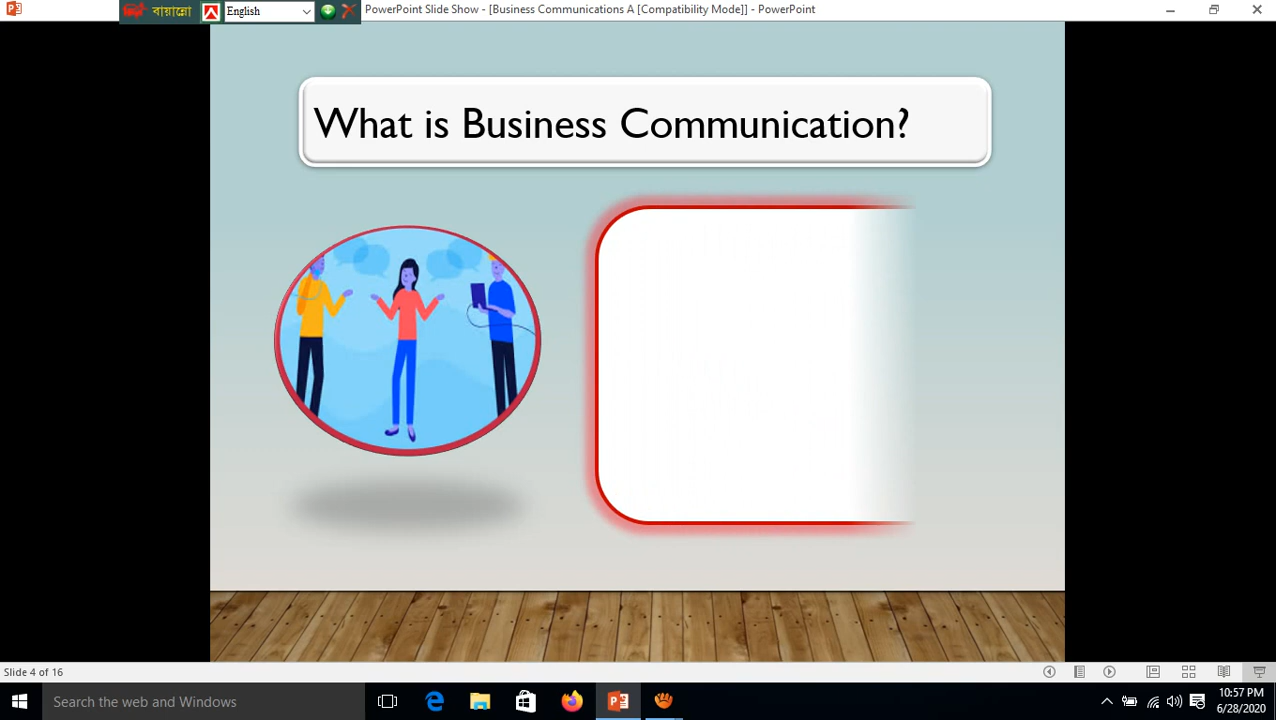 বায়ান্নো English PowerPoint Slide Show - [Business Communications A [Compatibility Mode]] - PowerPoint
What is Business Communication?
Slide 4 of 16
Search the web and Windows
10:57 PM
6/28/2020